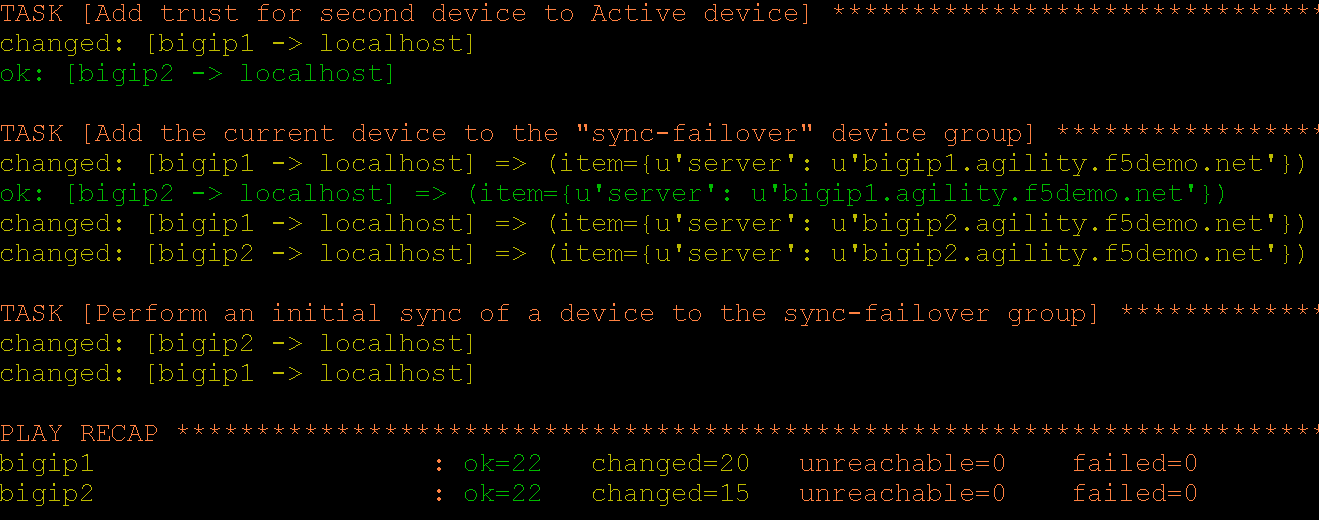 TASK [Add trust for second device to Active device] *******************************
changed: [bigip1 -> localhost]
ok: [bigip2 -> localhost]
TASK [Add the current device to the "sync-failover" device group] *****************
changed: [bigip1 -> localhost] => (item={u'server': u'bigip1.agility.f5demo.net'})
ok: [bigip2 -> localhost] => (item={u'server': u'bigip1.agility.f5demo.net'})
changed: [bigip1 -> localhost] => (item={u'server': u'bigip2.agility.f5demo.net'})
changed: [bigip2 -> localhost] => (item={u'server': u'bigip2.agility.f5demo.net'})
TASK [Perform an initial sync of a device to the sync-failover group] *************
changed: [bigip2 -> localhost]
changed: [bigip1 -> localhost]
PLAY RECAP ************************************************************************
bigip1 : ok=22 changed=20 unreachable=0 failed=0
bigip2 : ok=22 changed=15 unreachable=0 failed=0